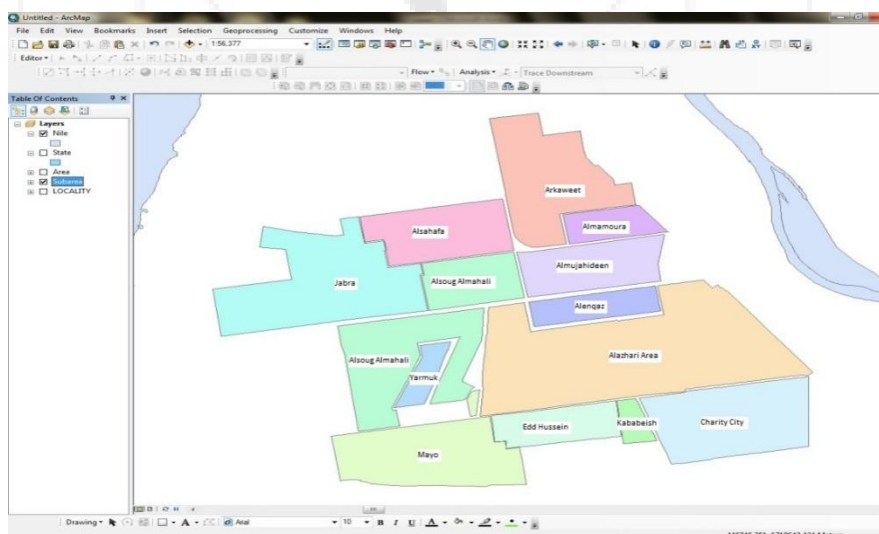 Untitled - ArcMap
File Edit View Bookmarks Insert Selection Geoprocessing Customize Windows Help
1:56,377
Editor
Flow Analysis Trace Downstream
Table Of Contents
Layers
Nile
State
Area
Subarea
LOCALITY
Arkaweet
Almamoura
Alsahafa
Almujahideen
Jabra
Alsoug Almahali
Alenqaz
Alsoug Almahali
Alazhari Area
Yarmuk
Kababeish
Charity City
Edd Hussein
Mayo
Drawing A Arial 10 B I U A